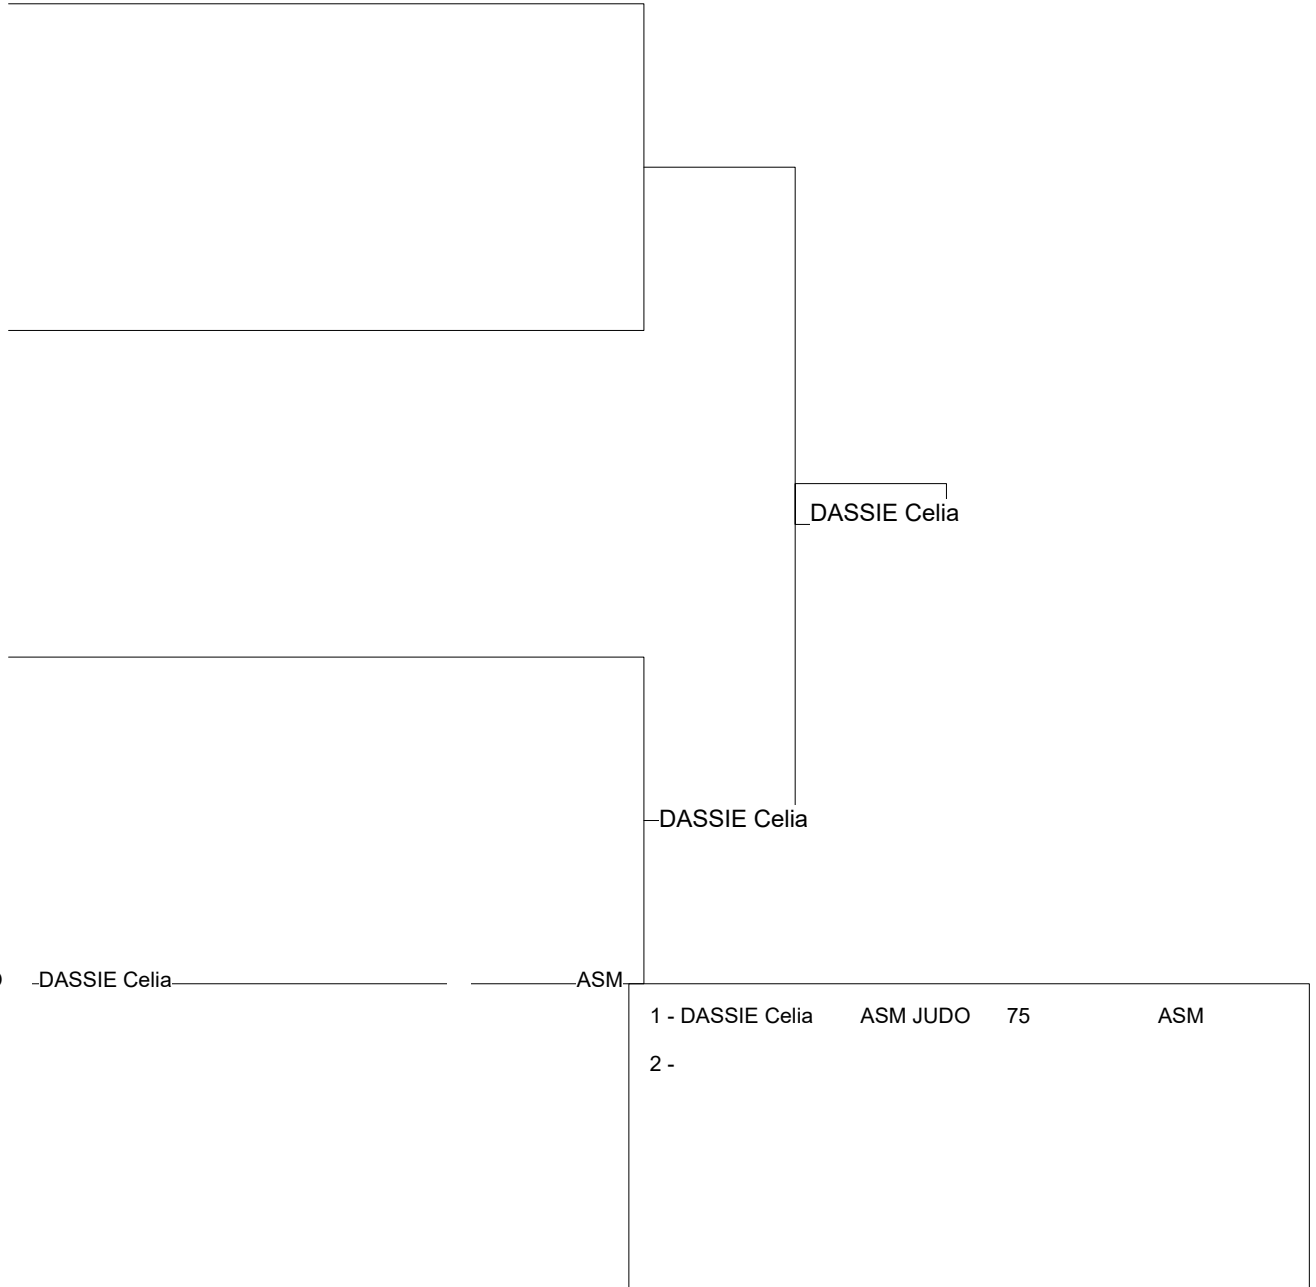 DASSIE Celia
DASSIE Celia
DASSIE Celia ASM
1 - DASSIE Celia ASM JUDO 75 ASM
2 -